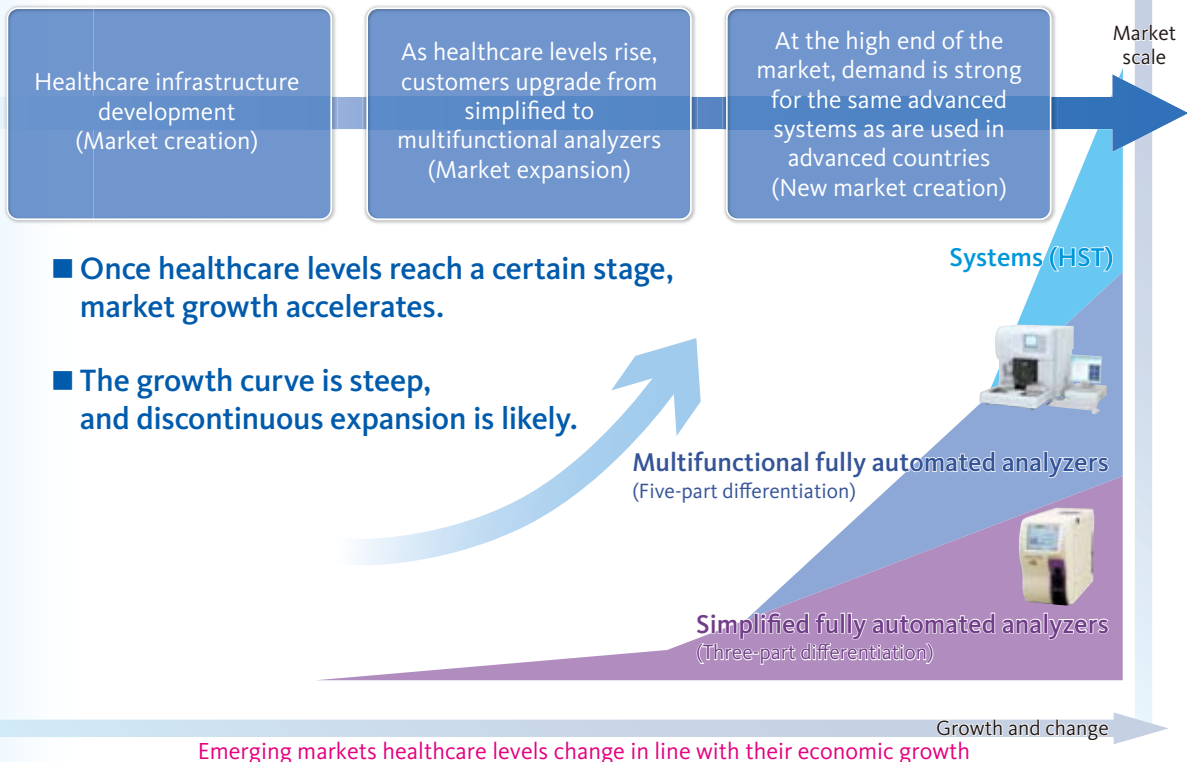 Healthcare infrastructure
development
(Market creation)
As healthcare levels rise,
customers upgrade from
simplified to
multifunctional analyzers
(Market expansion)
At the high end of the
market, demand is strong
for the same advanced
systems as are used in
advanced countries
(New market creation)
Market
scale
■ Once healthcare levels reach a certain stage,
market growth accelerates.
■ The growth curve is steep,
and discontinuous expansion is likely.
Systems (HST)
Multifunctional fully automated analyzers
(Five-part differentiation)
Simplified fully automated analyzers
(Three-part differentiation)
Growth and change
Emerging markets healthcare levels change in line with their economic growth